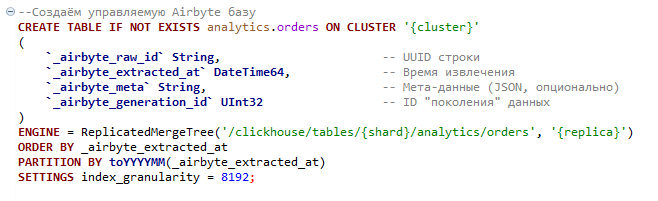 --Создаём управляемую Airbyte базу
CREATE TABLE IF NOT EXISTS analytics.orders ON CLUSTER '{cluster}'
(
    `_airbyte_raw_id` String,                    -- UUID строки
    `_airbyte_extracted_at` DateTime64,          -- Время извлечения
    `_airbyte_meta` String,                      -- Мета-данные (JSON, опционально)
    `_airbyte_generation_id` UInt32              -- ID "поколения" данных
)
ENGINE = ReplicatedMergeTree('/clickhouse/tables/{shard}/analytics/orders', '{replica}')
ORDER BY _airbyte_extracted_at
PARTITION BY toYYYYMM(_airbyte_extracted_at)
SETTINGS index_granularity = 8192;